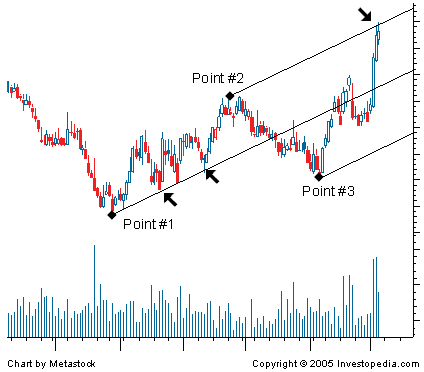 Point #2
Point #3
Point #1
Chart by Metastock
Copyright © 2005 Investopedia.com